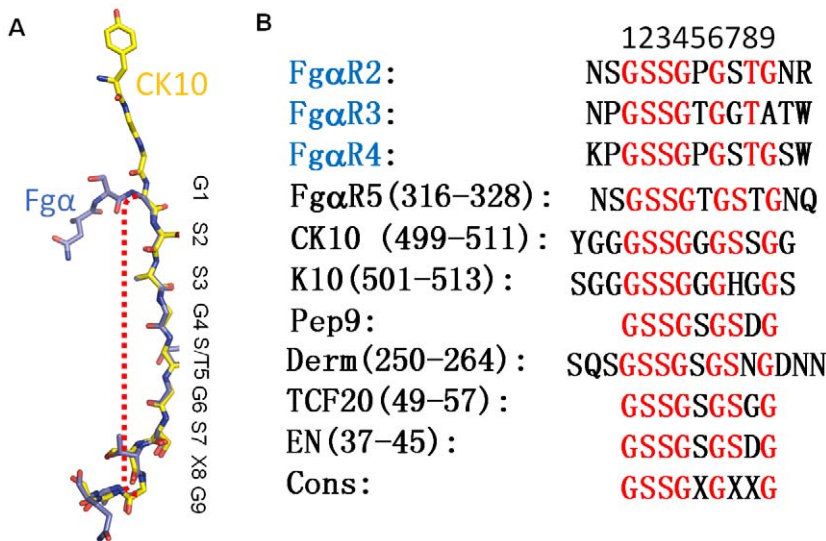 A
CK10
Fgα
G1
S2
S3
G4
S/T5
G6
S7
X8
G9
B
123456789
FgαR2: NSGSSGPGSTGNR
FgαR3: NPGSSGTGGTATW
FgαR4: KPGSSGPGSTGSW
FgαR5(316-328): NSGSSGTGSTGNQ
CK10 (499-511): YGGGSSGGGSSGG
K10(501-513): SGGGSSGGGHGGS
Pep9: GSSGSGSDG
Derm(250-264): SQSGSSGSGSNGDNN
TCF20(49-57): GSSGSGSGG
EN(37-45): GSSGSGSDG
Cons: GSSGXGXXG